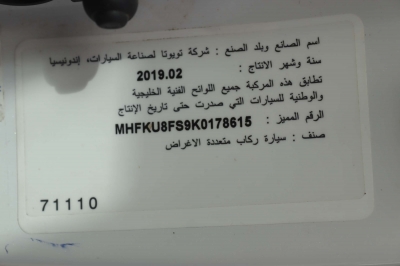 اسم الصانع وبلد الصنع : شركة تويوتا لصناعة السيارات، إندونيسيا
سنة وشهر الانتاج : 2019.02
تطابق هذه المركبة جميع اللوائح الفنية الخليجية
والوطنية للسيارات التي صدرت حتى تاريخ الإنتاج
الرقم المميز : MHFKU8FS9K0178615
صنف : سيارة ركاب متعددة الاغراض
71110